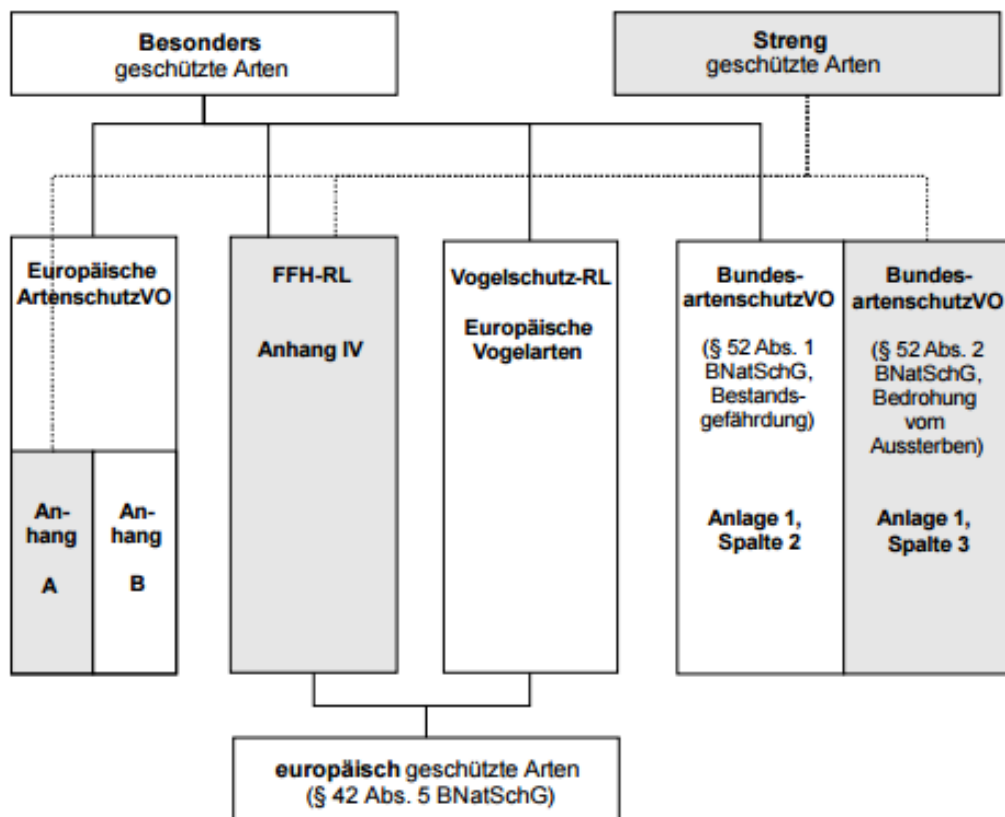 Besonders
geschützte Arten
Streng
geschützte Arten
Europäische
ArtenschutzVO
An-
hang
A
An-
hang
B
FFH-RL
Anhang IV
Vogelschutz-RL
Europäische
Vogelarten
Bundes-
artenschutzVO
(§ 52 Abs. 1
BNatSchG,
Bestands-
gefährdung)
Anlage 1,
Spalte 2
Bundes-
artenschutzVO
(§ 52 Abs. 2
BNatSchG,
Bedrohung
vom
Aussterben)
Anlage 1,
Spalte 3
europäisch geschützte Arten
(§ 42 Abs. 5 BNatSchG)